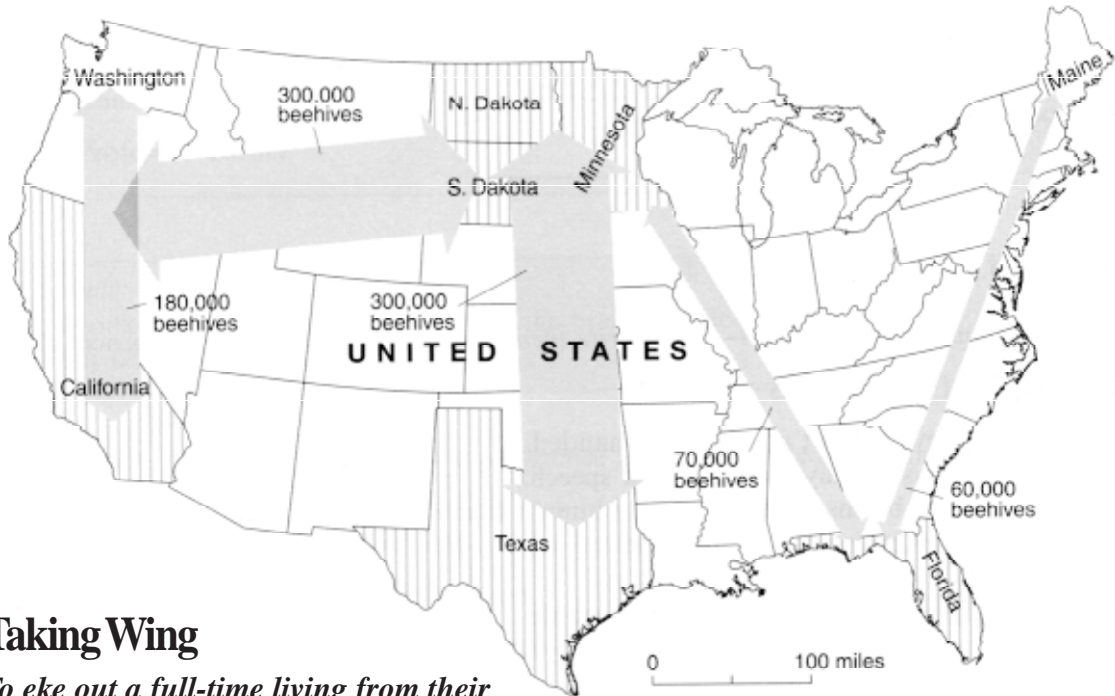 Washington
300.000
beehives
N. Dakota
Minnesota
Maine
S. Dakota
180,000
beehives
300,000
beehives
UNITED STATES
California
70,000
beehives
60,000
beehives
Texas
Florida
Taking Wing
0 100 miles
To eke out a full-time living from their